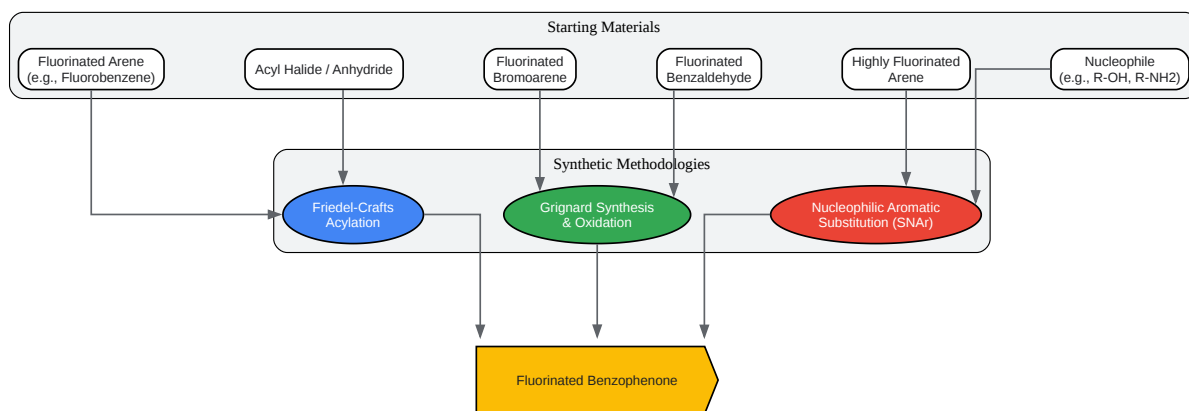 Starting Materials
Fluorinated Arene
(e.g., Fluorobenzene)
Acyl Halide / Anhydride
Fluorinated
Bromoarene
Fluorinated
Benzaldehyde
Highly Fluorinated
Arene
Nucleophile
(e.g., R-OH, R-NH2)
Synthetic Methodologies
Friedel-Crafts
Acylation
Grignard Synthesis
& Oxidation
Nucleophilic Aromatic
Substitution (SNAr)
Fluorinated Benzophenone